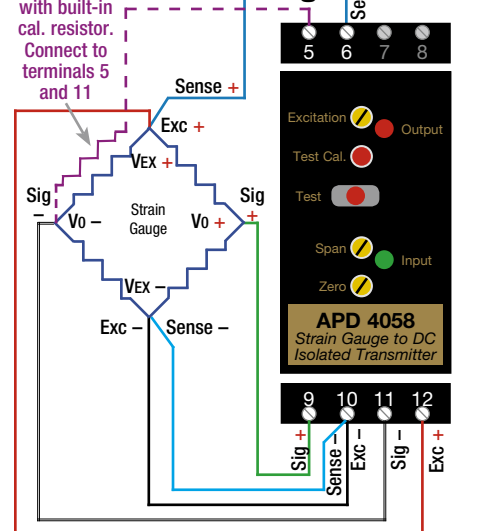 with built-in
cal. resistor.
Connect to
terminals 5
and 11
Se
5 6 7 8
Sense +
Exc +
VEX +
Sig
–
VO –
Strain
Gauge
VO +
Sig
+
VEX –
Exc –
Sense –
Excitation
Output
Test Cal.
Test
Span
Input
Zero
APD 4058
Strain Gauge to DC
Isolated Transmitter
9 10 11 12
Sig +
Sense –
Exc –
Sig –
Exc +